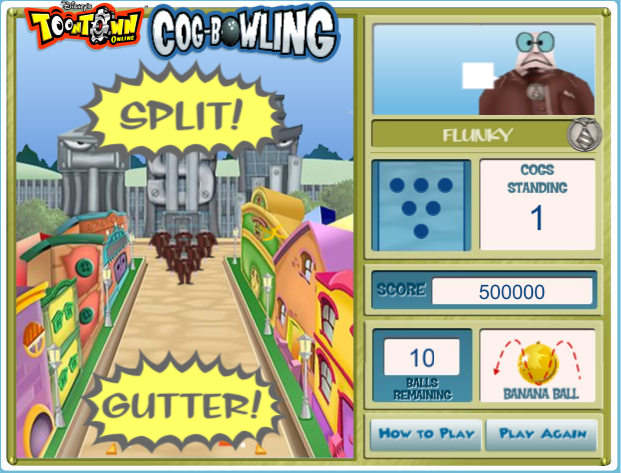 Disney's
TOONTOWN
ONLINE
COG-BOWLING
SPLIT!
GUTTER!
FLUNKY
COGS
STANDING
1
SCORE 500000
10
BALLS
REMAINING
BANANA BALL
HOW TO PLAY
PLAY AGAIN